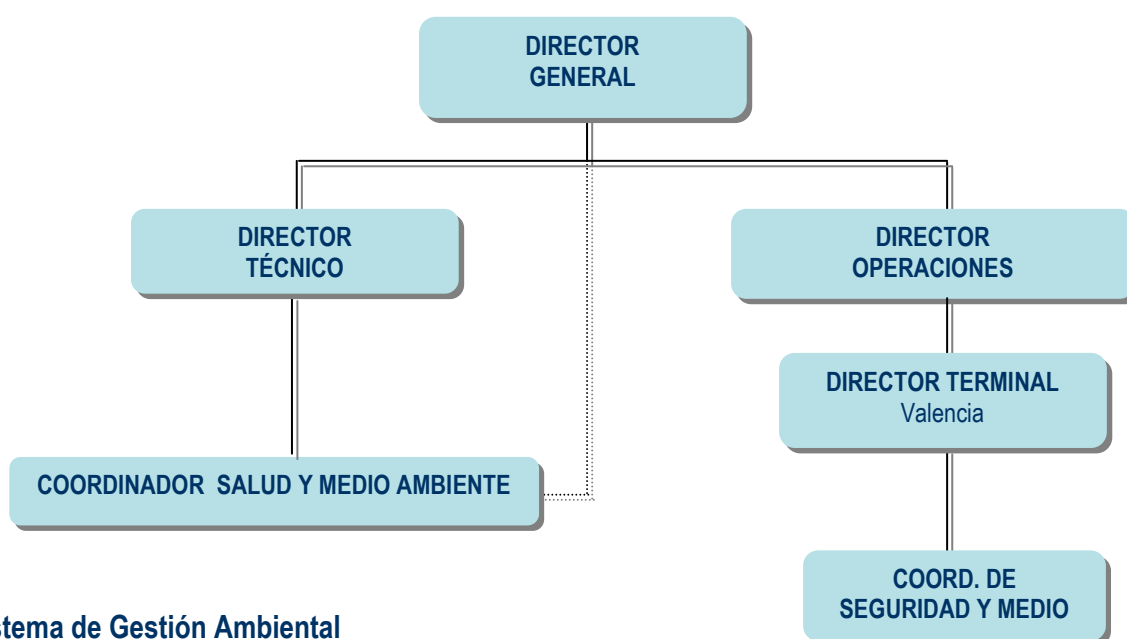 DIRECTOR
GENERAL
DIRECTOR
TÉCNICO
DIRECTOR
OPERACIONES
DIRECTOR TERMINAL
Valencia
COORDINADOR SALUD Y MEDIO AMBIENTE
COORD. DE
SEGURIDAD Y MEDIO
stema de Gestión Ambiental